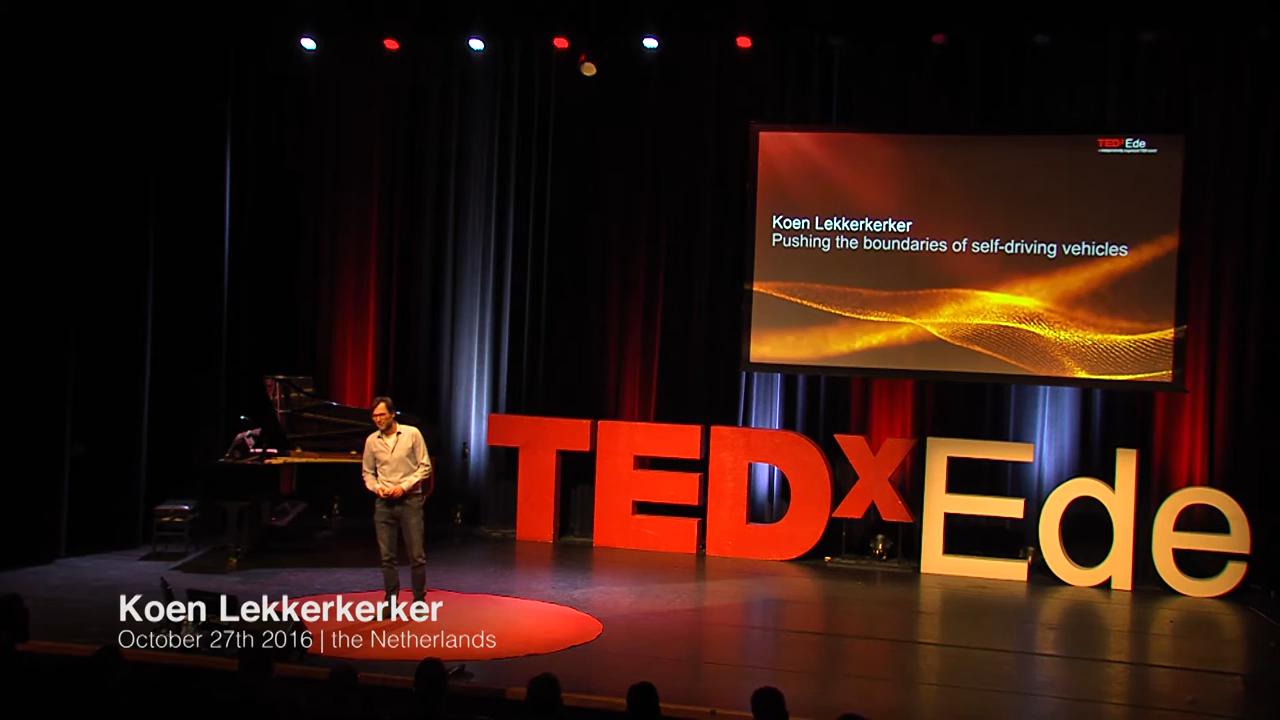 TEDxEde
Koen Lekkerkerker
Pushing the boundaries of self-driving vehicles
TEDxEde
Koen Lekkerkerker
October 27th 2016 | the Netherlands